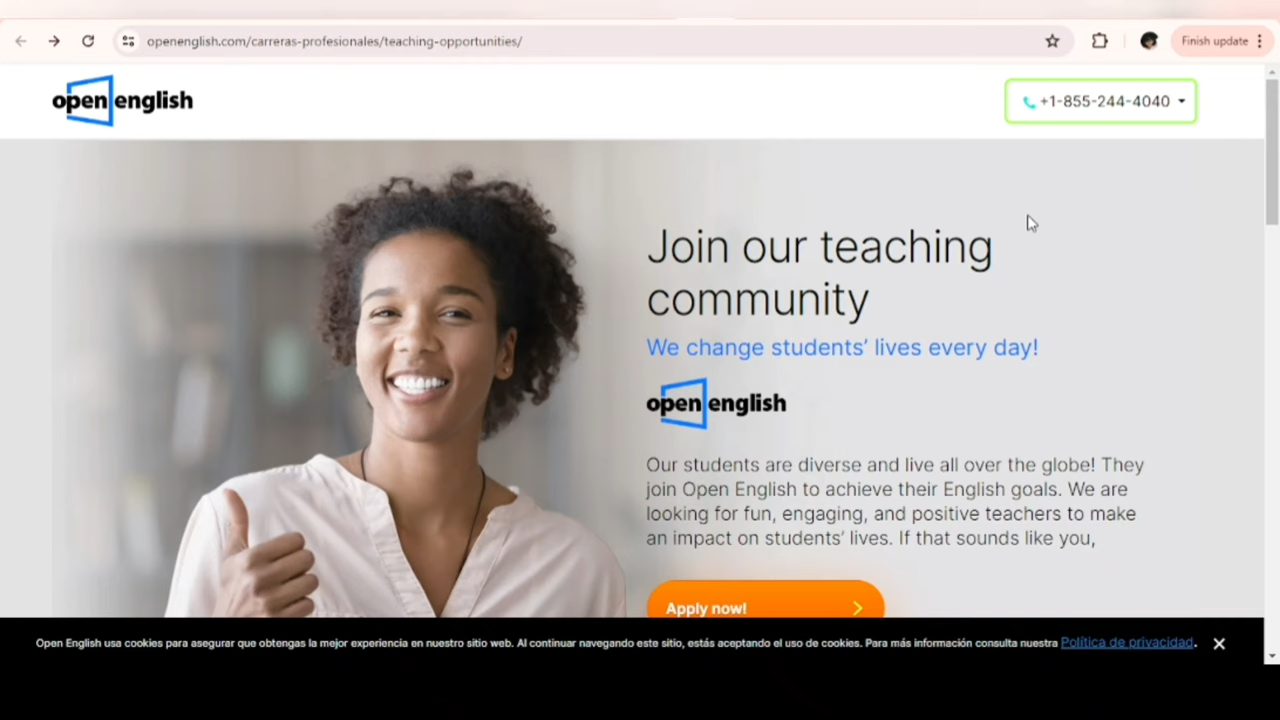 openenglish.com/carreras-profesionales/teaching-opportunities/
Finish update
open english
+1-855-244-4040
Join our teaching
community
We change students’ lives every day!
open english
Our students are diverse and live all over the globe! They
join Open English to achieve their English goals. We are
looking for fun, engaging, and positive teachers to make
an impact on students’ lives. If that sounds like you,
Apply now!
Open English usa cookies para asegurar que obtengas la mejor experiencia en nuestro sitio web. Al continuar navegando este sitio, estás aceptando el uso de cookies. Para más información consulta nuestra Política de privacidad.